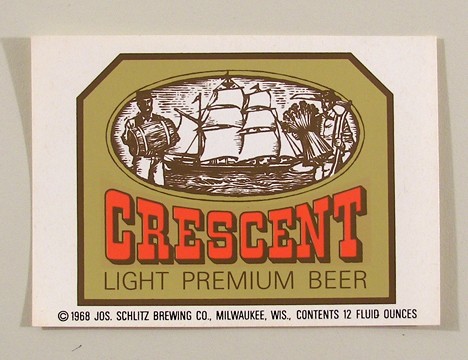 CRESCENT
LIGHT PREMIUM BEER
© 1968 JOS. SCHLITZ BREWING CO., MILWAUKEE, WIS., CONTENTS 12 FLUID OUNCES